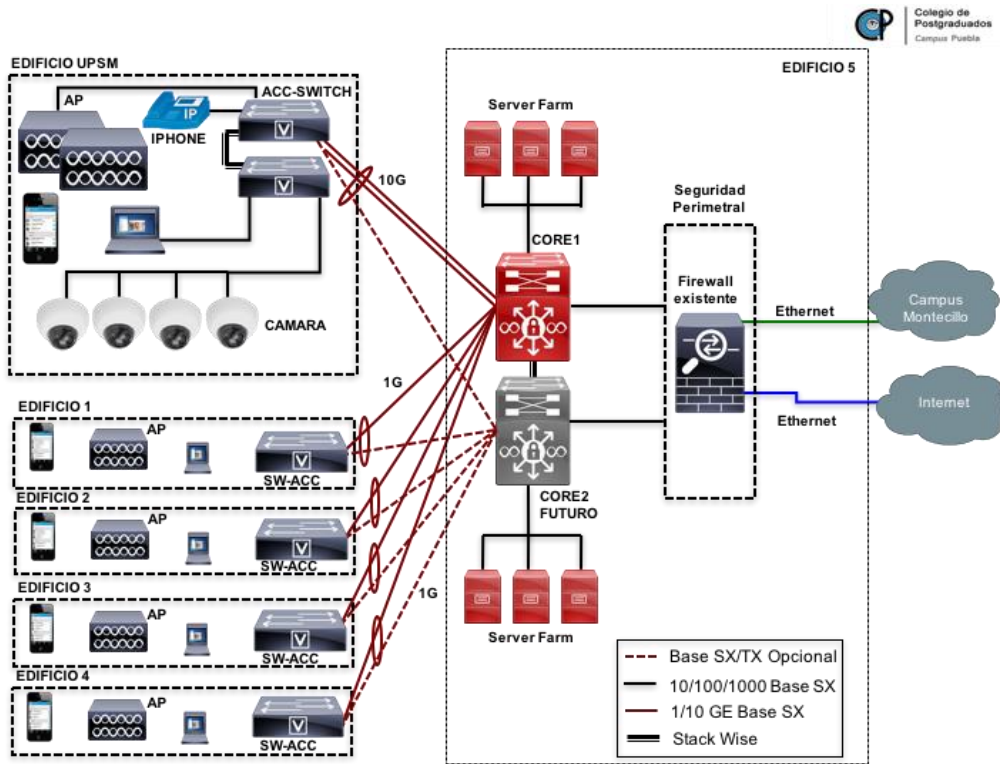 Colegio de
Postgraduados
Campus Puebla
EDIFICIO UPSM
AP
IP
IPHONE
ACC-SWITCH
V
V
CAMARA
10G
EDIFICIO 5
Server Farm
CORE1
Seguridad
Perimetral
Firewall
existente
Ethernet
Campus
Montecillo
Ethernet
Internet
1G
EDIFICIO 1
AP
V
SW-ACC
EDIFICIO 2
AP
V
SW-ACC
EDIFICIO 3
AP
V
SW-ACC
EDIFICIO 4
AP
V
SW-ACC
1G
CORE2
FUTURO
Server Farm
Base SX/TX Opcional
10/100/1000 Base SX
1/10 GE Base SX
Stack Wise